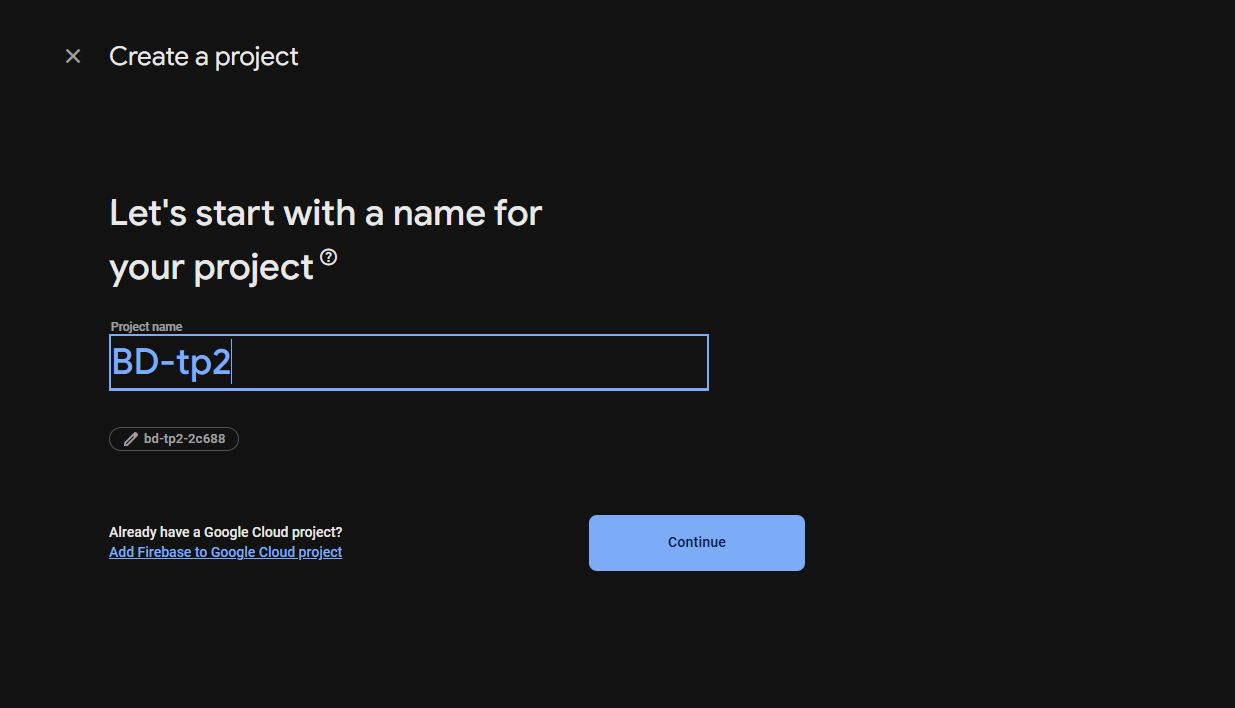 Create a project
Let's start with a name for
your project
Project name
BD-tp2
bd-tp2-2c688
Already have a Google Cloud project?
Add Firebase to Google Cloud project
Continue